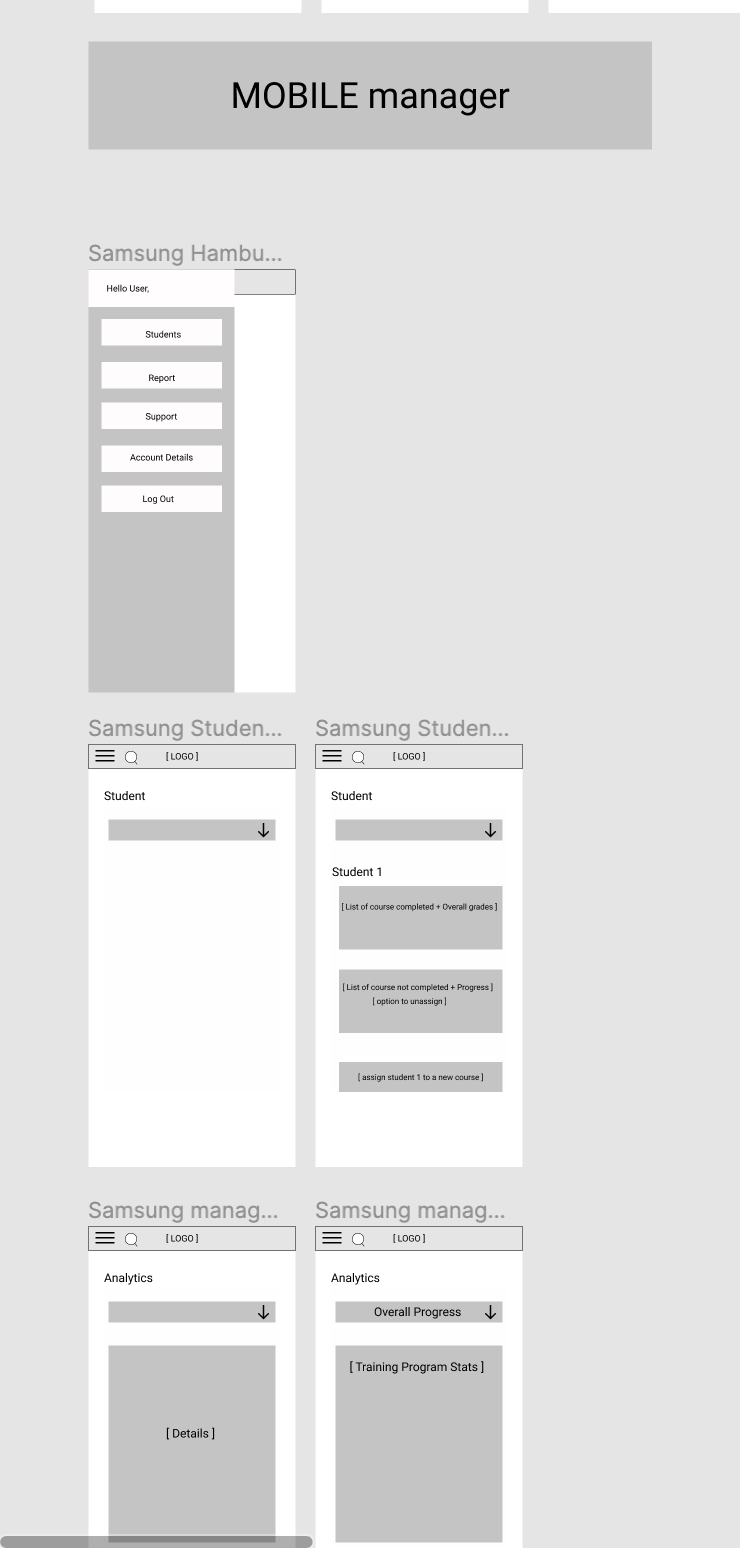 MOBILE manager
Samsung Hambu...
Hello User,
Students
Report
Support
Account Details
Log Out
Samsung Studen...
Samsung Studen...
[ LOGO ]
[ LOGO ]
Student
Student
Student 1
[ List of course completed + Overall grades ]
[ List of course not completed + Progress ]
[ option to unassign ]
[ assign student 1 to a new course ]
Samsung manag...
Samsung manag...
[ LOGO ]
[ LOGO ]
Analytics
Analytics
Overall Progress
[ Training Program Stats ]
[ Details ]